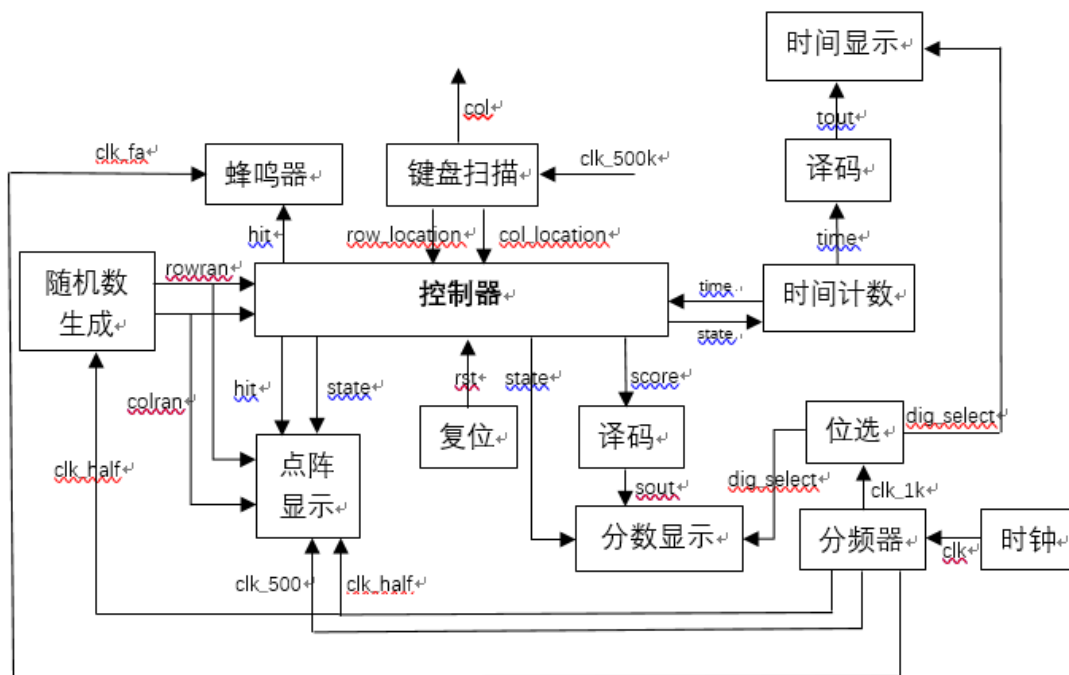 时间显示
col
tout
clk_fa
蜂鸣器
键盘扫描
clk_500k
译码
hit
row_location
col_location
time
随机数
生成
rowran
控制器
time
时间计数
state
colran
hit
state
rst
state
score
复位
译码
位选
dig_select
clk_half
点阵
显示
sout
dig_select
clk_1k
分数显示
分频器
clk
时钟
clk_500
clk_half